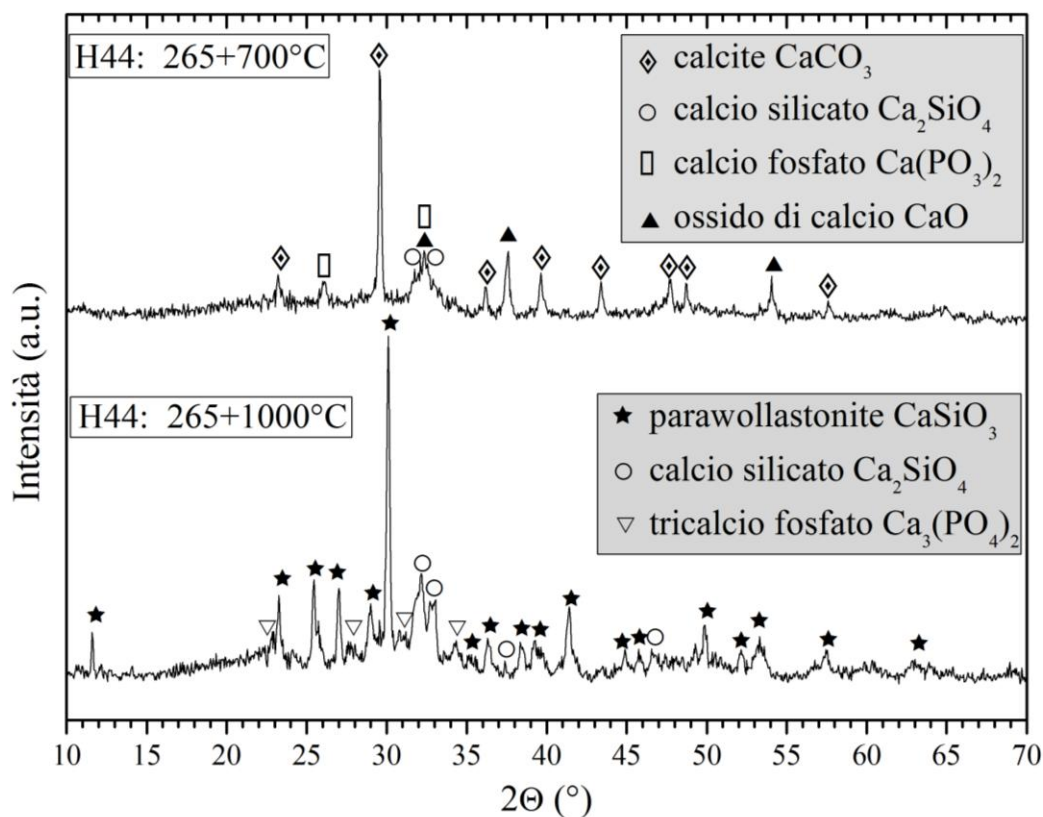 H44: 265+700°C
calcite CaCO₃
calcio silicato Ca₂SiO₄
calcio fosfato Ca(PO₃)₂
ossido di calcio CaO
H44: 265+1000°C
parawollastonite CaSiO₃
calcio silicato Ca₂SiO₄
tricalcio fosfato Ca₃(PO₄)₂
Intensità (a.u.)
10 15 20 25 30 35 40 45 50 55 60 65 70
2Θ (°)